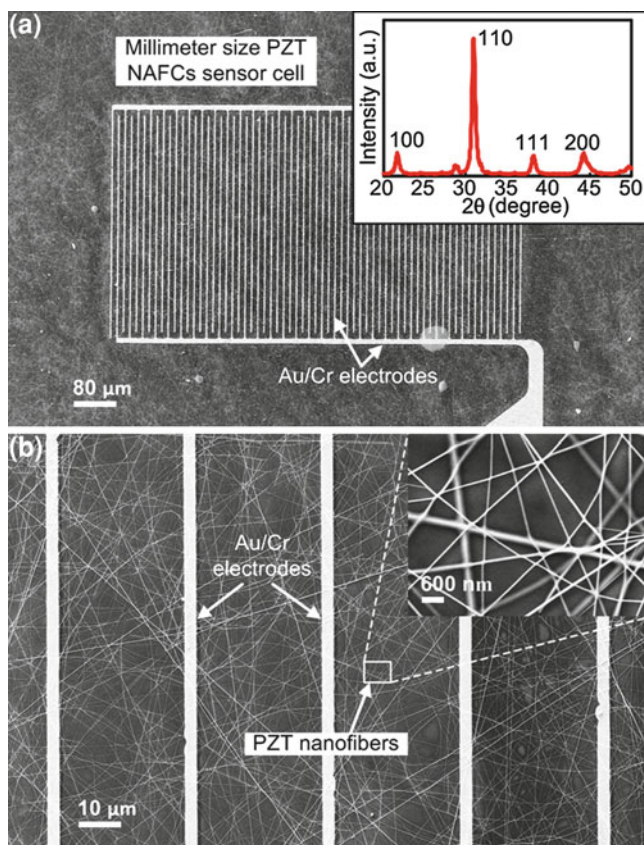 (a)
Millimeter size PZT
NAFCs sensor cell
Intensity (a.u.)
110
100
111
200
20 25 30 35 40 45 50
2θ (degree)
Au/Cr electrodes
80 µm
(b)
Au/Cr
electrodes
600 nm
PZT nanofibers
10 µm